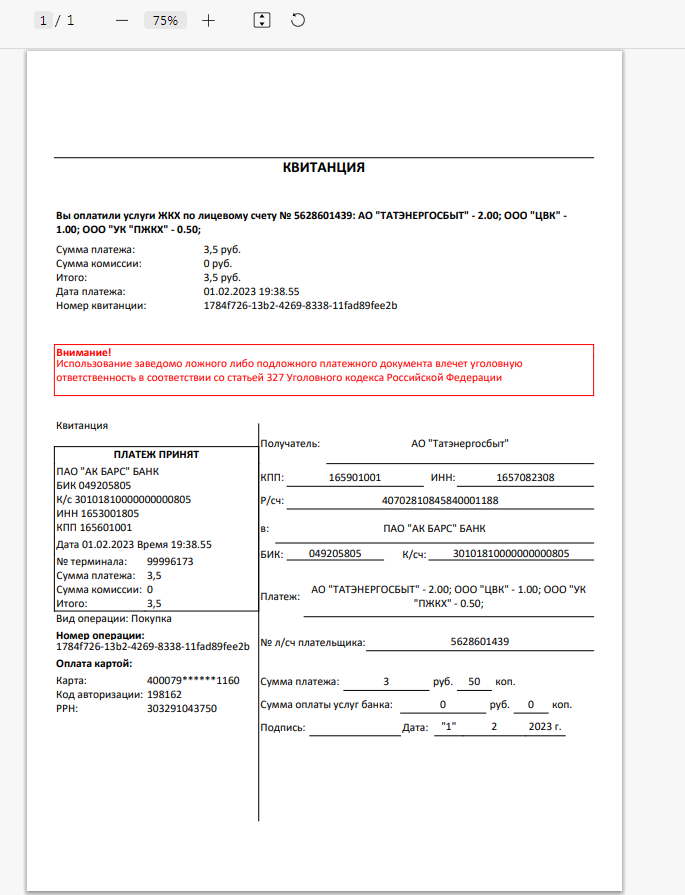 1 / 1 75%
КВИТАНЦИЯ
Вы оплатили услуги ЖКХ по лицевому счету № 5628601439: АО "ТАТЭНЕРГОСБЫТ" - 2.00; ООО "ЦВК" -
1.00; ООО "УК "ПЖКХ" - 0.50;
Сумма платежа: 3,5 руб.
Сумма комиссии: 0 руб.
Итого: 3,5 руб.
Дата платежа: 01.02.2023 19:38.55
Номер квитанции: 1784f726-13b2-4269-8338-11fad89fee2b
Внимание!
Использование заведомо ложного либо подложного платежного документа влечет уголовную
ответственность в соответствии со статьей 327 Уголовного кодекса Российской Федерации
Квитанция
ПЛАТЕЖ ПРИНЯТ
ПАО "АК БАРС" БАНК
БИК 049205805
К/с 30101810000000000805
ИНН 1653001805
КПП 165601001
Дата 01.02.2023 Время 19:38.55
№ терминала: 99996173
Сумма платежа: 3,5
Сумма комиссии: 0
Итого: 3,5
Вид операции: Покупка
Номер операции:
1784f726-13b2-4269-8338-11fad89fee2b
Оплата картой:
Карта: 400079******1160
Код авторизации: 198162
РРН: 303291043750
Получатель: АО "Татэнергосбыт"
КПП: 165901001 ИНН: 1657082308
Р/сч: 40702810845840001188
в: ПАО "АК БАРС" БАНК
БИК: 049205805 К/сч: 30101810000000000805
Платеж: АО "ТАТЭНЕРГОСБЫТ" - 2.00; ООО "ЦВК" - 1.00; ООО "УК
"ПЖКХ" - 0.50;
№ л/сч плательщика: 5628601439
Сумма платежа: 3 руб. 50 коп.
Сумма оплаты услуг банка: 0 руб. 0 коп.
Подпись: Дата: "1" 2 2023 г.